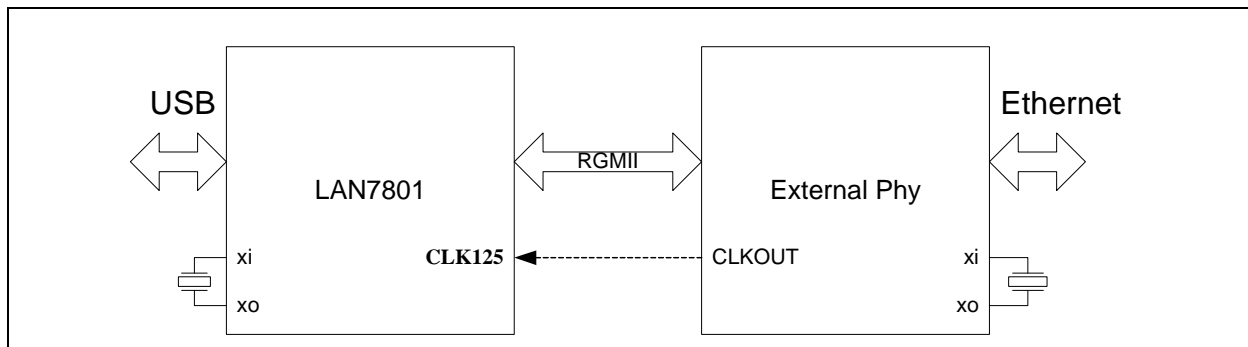 USB
Ethernet
RGMII
LAN7801
External Phy
CLK125
CLKOUT
xi
xo
xi
xo